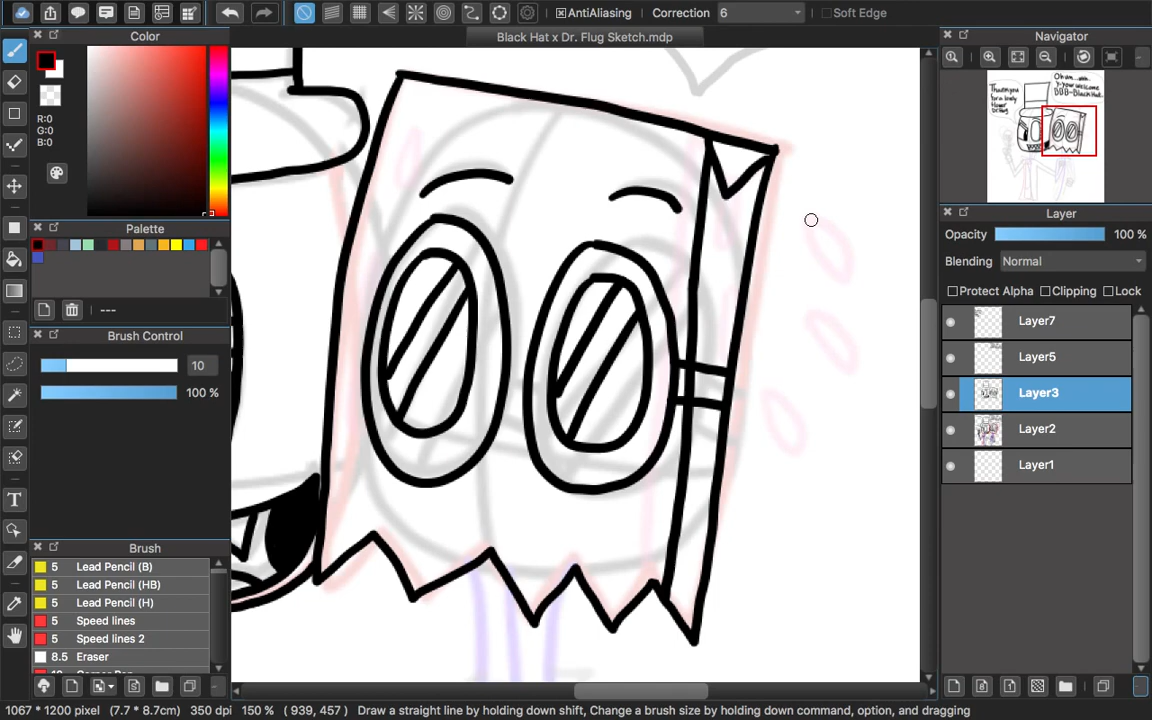 AntiAliasing Correction 6 Soft Edge
Black Hat x Dr. Flug Sketch.mdp
Color
R:0
G:0
B:0
Palette
---
Brush Control
10
100 %
Brush
5 Lead Pencil (B)
5 Lead Pencil (HB)
5 Lead Pencil (H)
5 Speed lines
5 Speed lines 2
8.5 Eraser
Navigator
Layer
Opacity 100 %
Blending Normal
Protect Alpha Clipping Lock
Layer7
Layer5
Layer3
Layer2
Layer1
1067 * 1200 pixel (7.7 * 8.7cm) 350 dpi 150 % ( 939, 457 ) Draw a straight line by holding down shift, Change a brush size by holding down command, option, and dragging